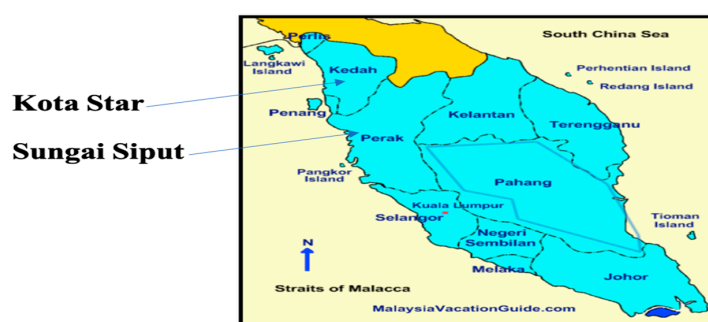 South China Sea
Perlis
Langkawi
Island
Kedah
Perhentian Island
Redang Island
Kota Star
Penang
Kelantan
Terengganu
Perak
Sungai Siput
Pangkor
Island
Pahang
Kuala Lumpur
Selangor
Tioman
Island
Negeri
Sembilan
N
Melaka
Johor
Straits of Malacca
MalaysiaVacationGuide.com